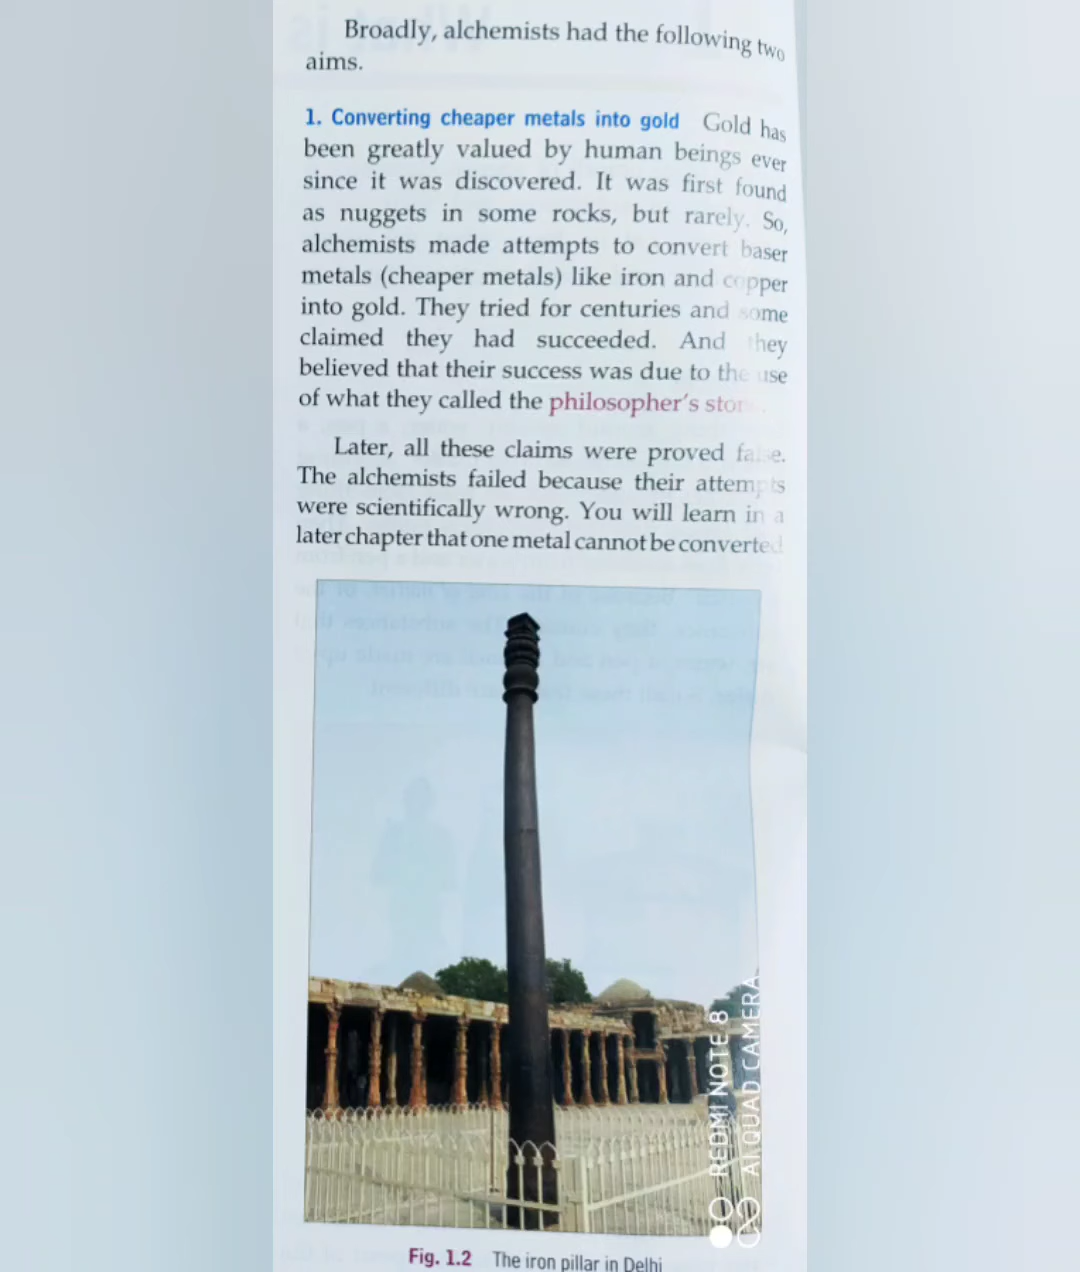 Broadly, alchemists had the following two
aims.
1. Converting cheaper metals into gold Gold has
been greatly valued by human beings ever
since it was discovered. It was first found
as nuggets in some rocks, but rarely. So,
alchemists made attempts to convert baser
metals (cheaper metals) like iron and copper
into gold. They tried for centuries and some
claimed they had succeeded. And they
believed that their success was due to the use
of what they called the philosopher's stone.
Later, all these claims were proved false.
The alchemists failed because their attempts
were scientifically wrong. You will learn in a
later chapter that one metal cannot be converted
Fig. 1.2 The iron pillar in Delhi
REDMI NOTE 8
AI QUAD CAMERA